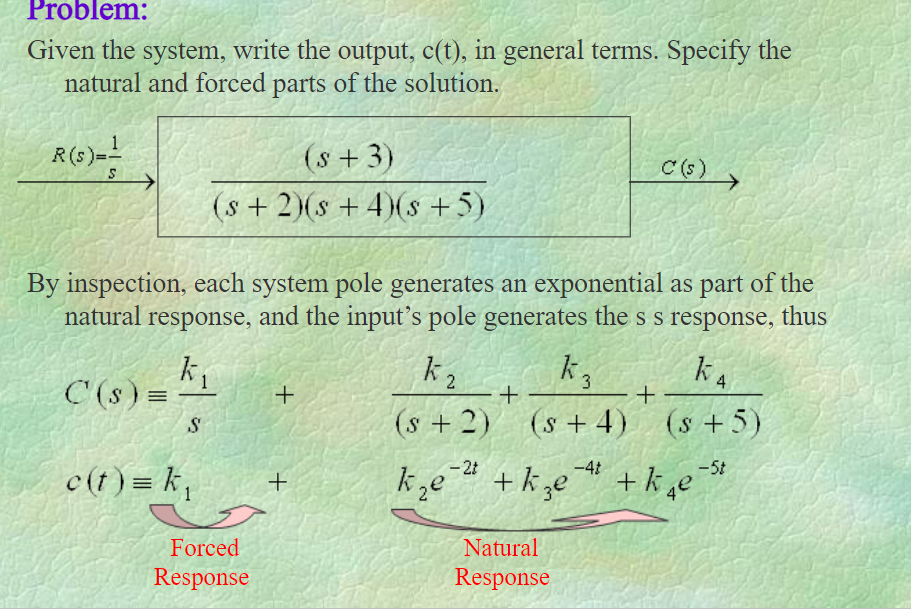 Problem:
Given the system, write the output, c(t), in general terms. Specify the
natural and forced parts of the solution.
R(s)=1/s
(s + 3)
C(s)
(s + 2)(s + 4)(s + 5)
By inspection, each system pole generates an exponential as part of the
natural response, and the input’s pole generates the s s response, thus
C(s) ≡ k₁/s + k₂/(s + 2) + k₃/(s + 4) + k₄/(s + 5)
c(t) ≡ k₁ + k₂e⁻²ᵗ + k₃e⁻⁴ᵗ + k₄e⁻⁵ᵗ
Forced Natural
Response Response